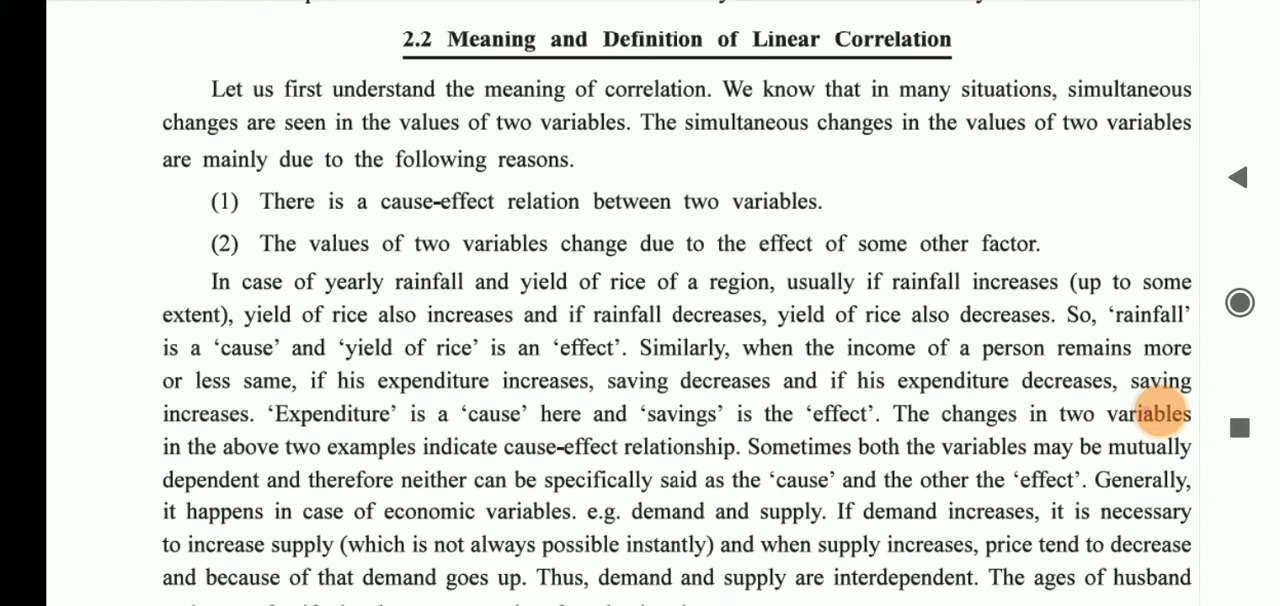 2.2 Meaning and Definition of Linear Correlation
Let us first understand the meaning of correlation. We know that in many situations, simultaneous
changes are seen in the values of two variables. The simultaneous changes in the values of two variables
are mainly due to the following reasons.
(1) There is a cause-effect relation between two variables.
(2) The values of two variables change due to the effect of some other factor.
In case of yearly rainfall and yield of rice of a region, usually if rainfall increases (up to some
extent), yield of rice also increases and if rainfall decreases, yield of rice also decreases. So, ‘rainfall’
is a ‘cause’ and ‘yield of rice’ is an ‘effect’. Similarly, when the income of a person remains more
or less same, if his expenditure increases, saving decreases and if his expenditure decreases, saving
increases. ‘Expenditure’ is a ‘cause’ here and ‘savings’ is the ‘effect’. The changes in two variables
in the above two examples indicate cause-effect relationship. Sometimes both the variables may be mutually
dependent and therefore neither can be specifically said as the ‘cause’ and the other the ‘effect’. Generally,
it happens in case of economic variables. e.g. demand and supply. If demand increases, it is necessary
to increase supply (which is not always possible instantly) and when supply increases, price tend to decrease
and because of that demand goes up. Thus, demand and supply are interdependent. The ages of husband